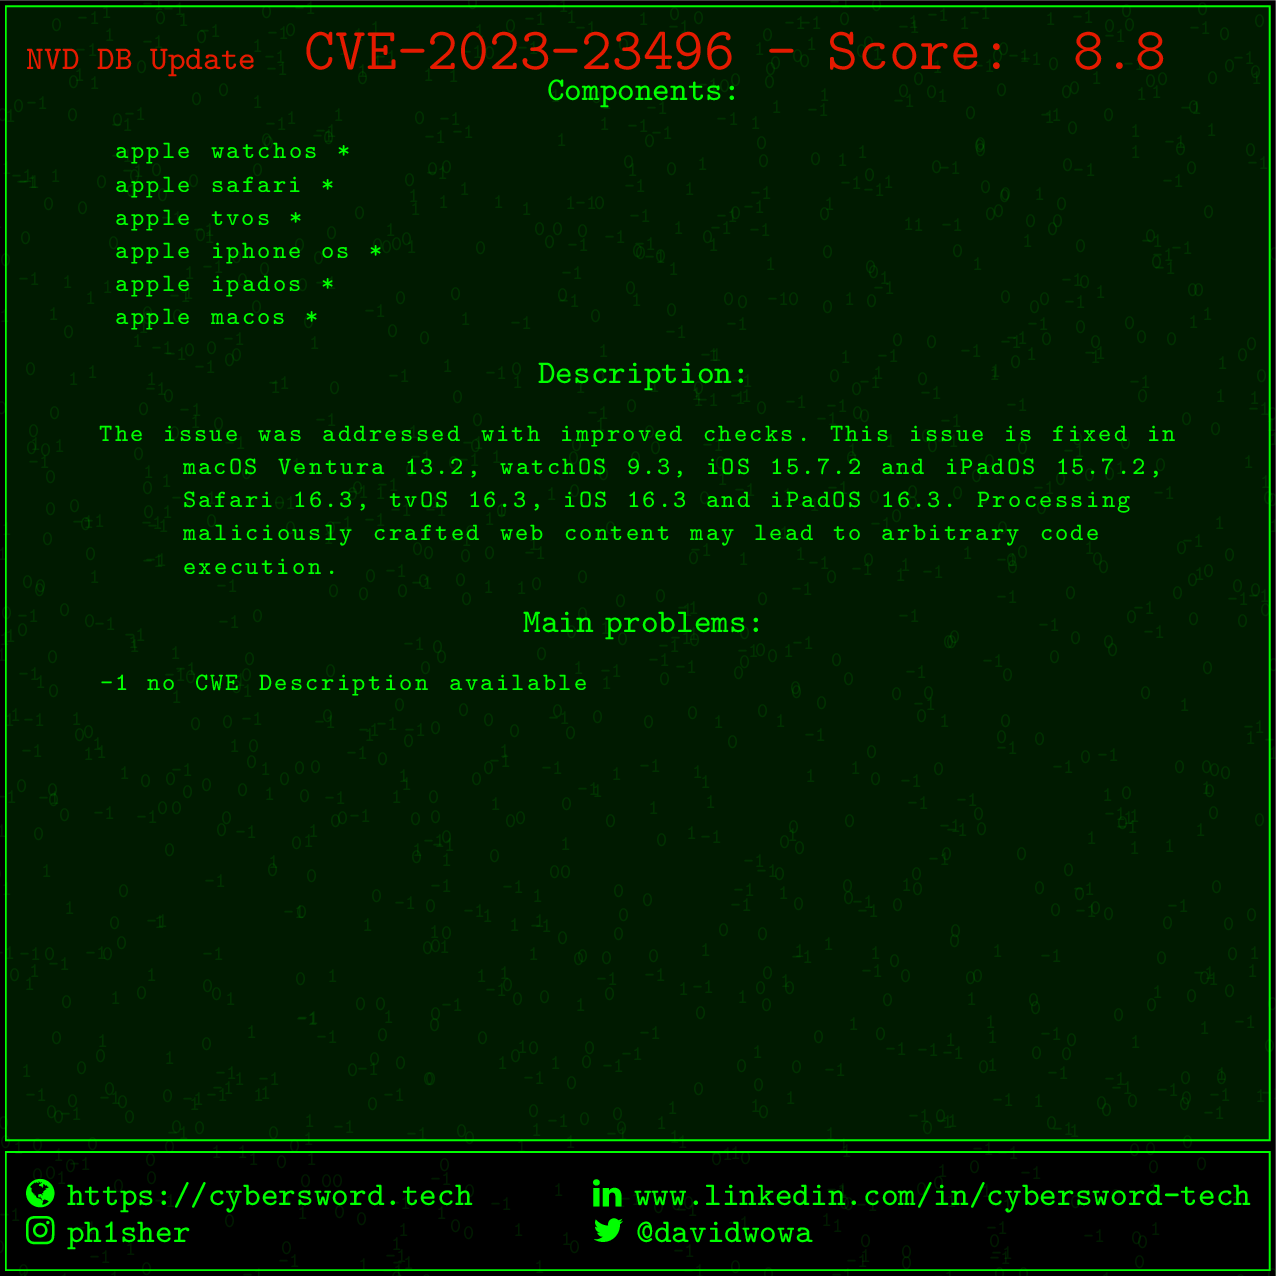 NVD DB Update CVE-2023-23496 - Score: 8.8
Components:
apple watchos *
apple safari *
apple tvos *
apple iphone os *
apple ipados *
apple macos *
Description:
The issue was addressed with improved checks. This issue is fixed in
macOS Ventura 13.2, watchOS 9.3, iOS 15.7.2 and iPadOS 15.7.2,
Safari 16.3, tvOS 16.3, iOS 16.3 and iPadOS 16.3. Processing
maliciously crafted web content may lead to arbitrary code
execution.
Main problems:
-1 no CWE Description available
https://cybersword.tech
www.linkedin.com/in/cybersword-tech
ph1sher
@davidwowa